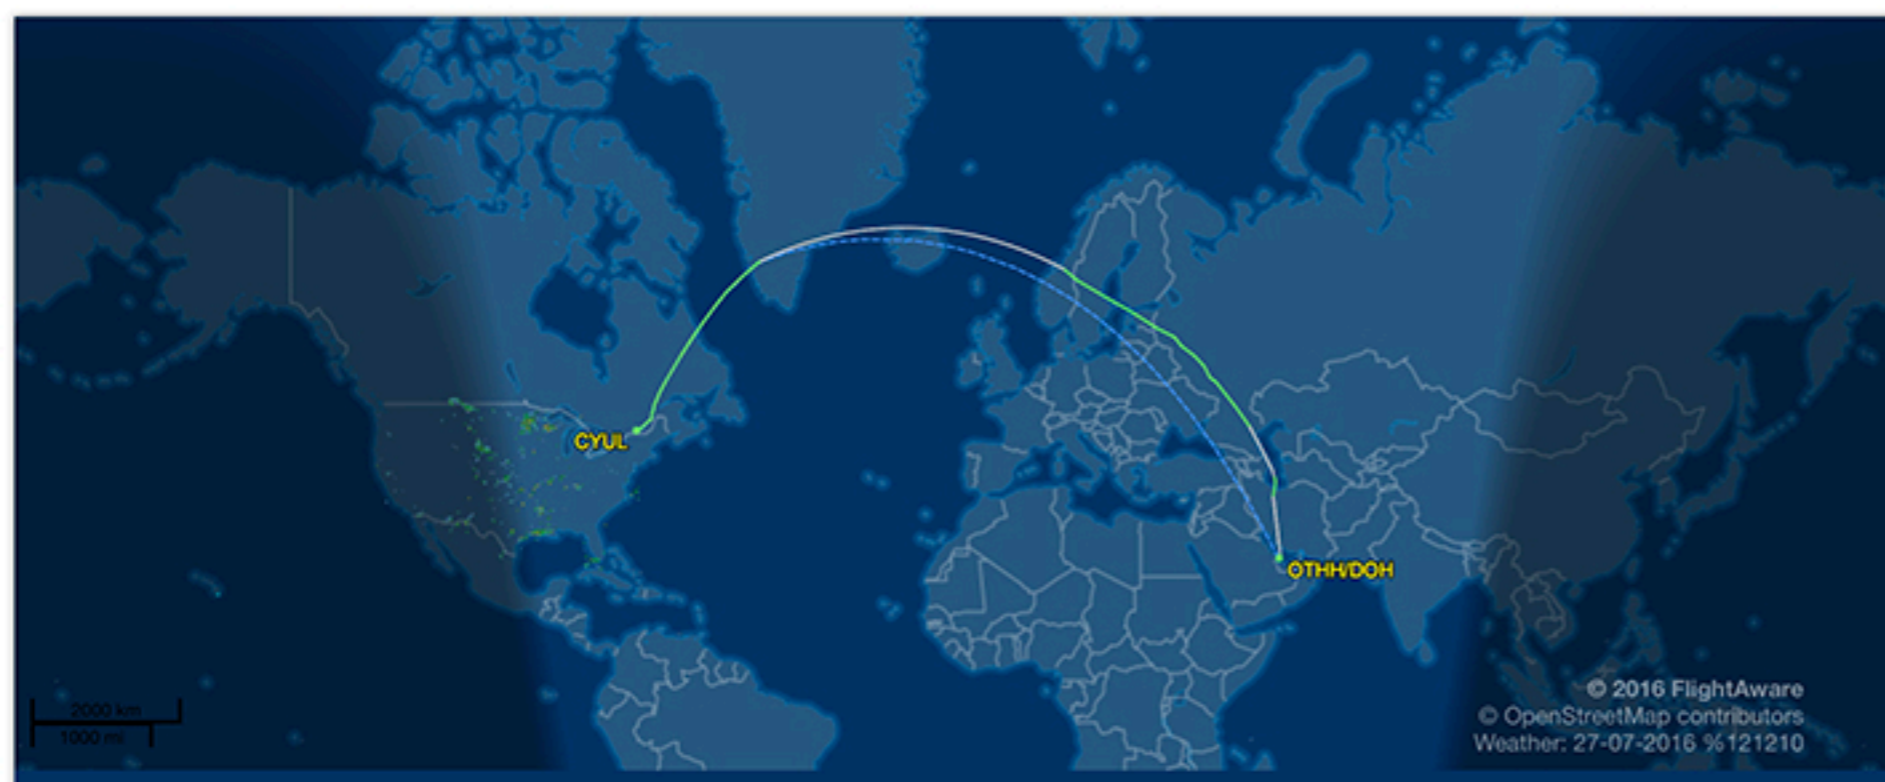 CYUL
OTHH/DOH
2000 km
1000 mi
© 2016 FlightAware
© OpenStreetMap contributors
Weather: 27-07-2016 %121210